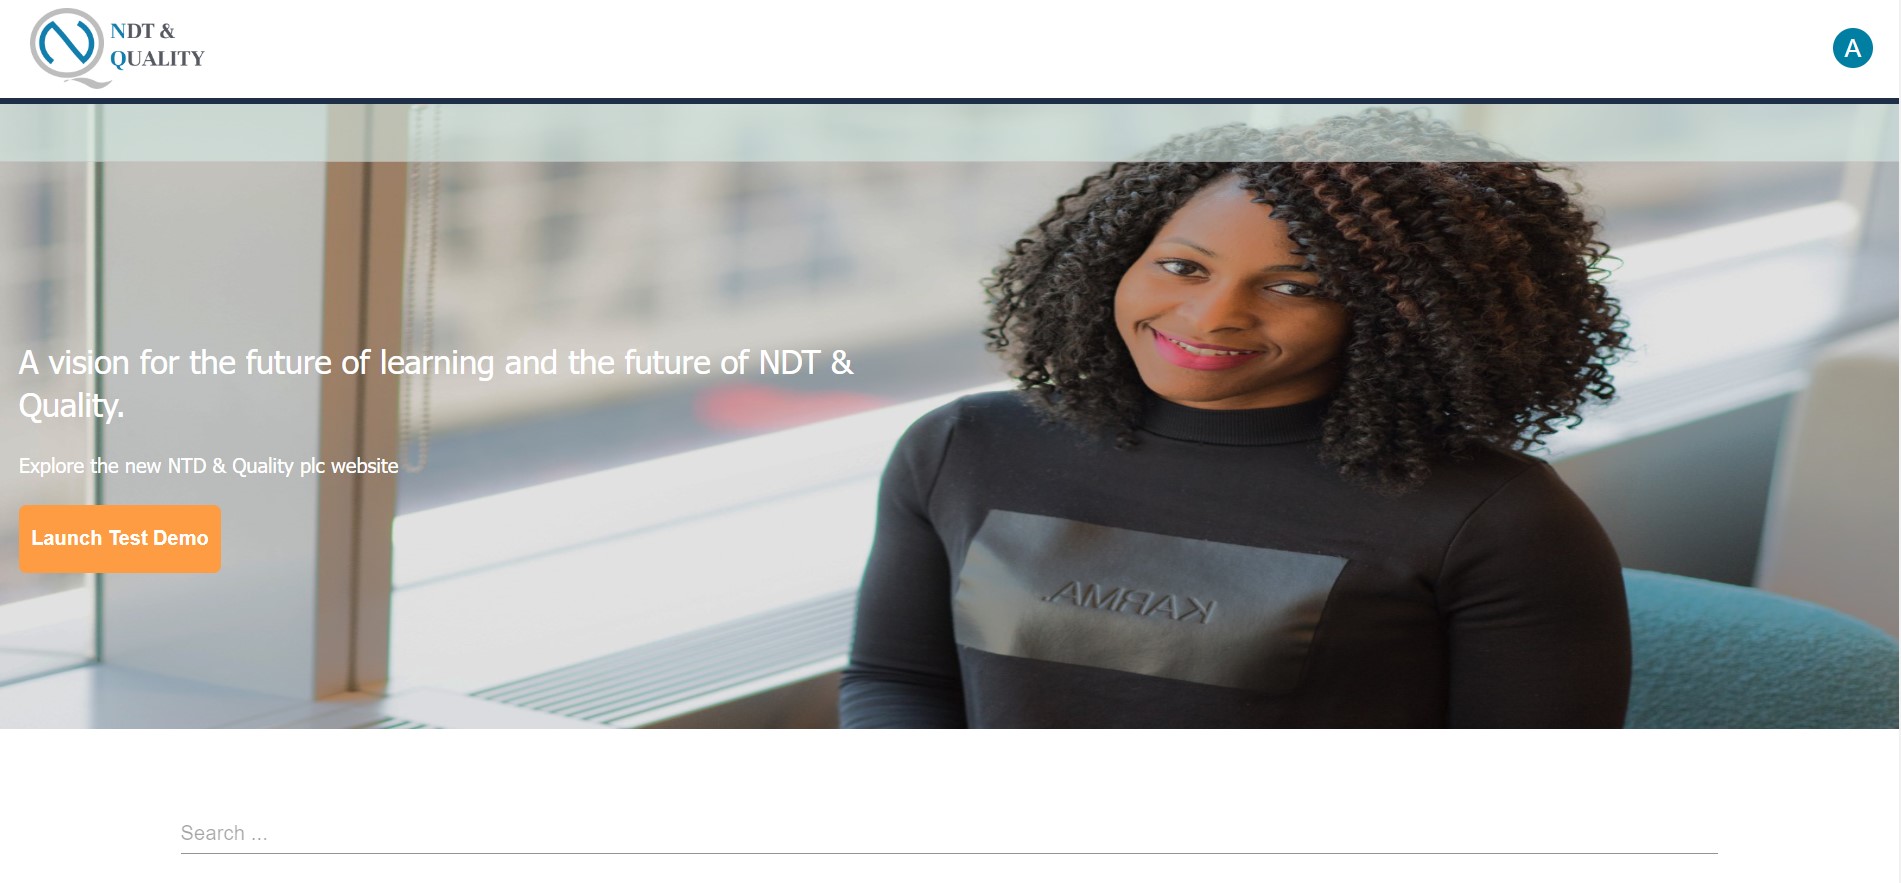 NDT &
QUALITY
A
A vision for the future of learning and the future of NDT &
Quality.
Explore the new NTD & Quality plc website
Launch Test Demo
KARMA.
Search ...